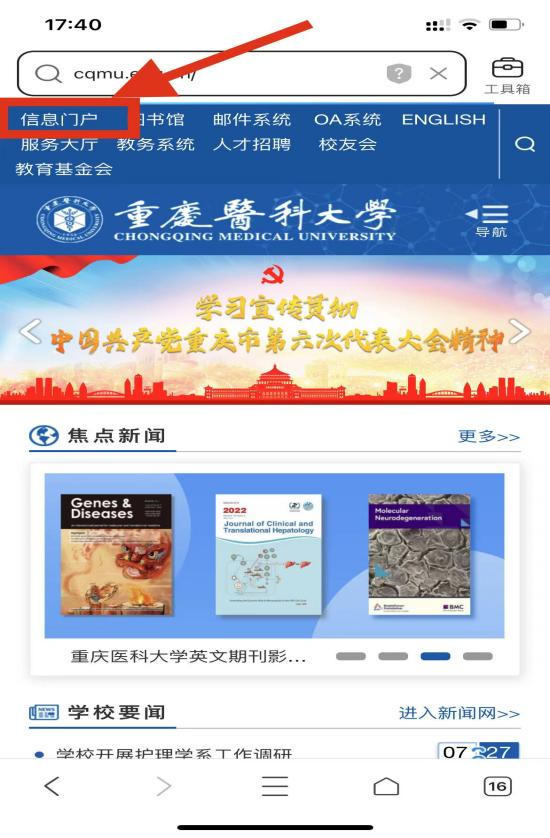 17:40
cqmu.e
工具箱
信息门户 图书馆 邮件系统 OA系统 ENGLISH
服务大厅 教务系统 人才招聘 校友会
教育基金会
重慶醫科大學
CHONGQING MEDICAL UNIVERSITY
导航
学习宣传贯彻
中国共产党重庆市第六次代表大会精神
焦点新闻 更多>>
Genes &
Diseases
2022
Journal of Clinical and
Translational Hepatology
Molecular
Neurodegeneration
BMC
重庆医科大学英文期刊影...
NEWS 学校要闻 进入新闻网>>
学校开展护理学系工作调研 07 27
16